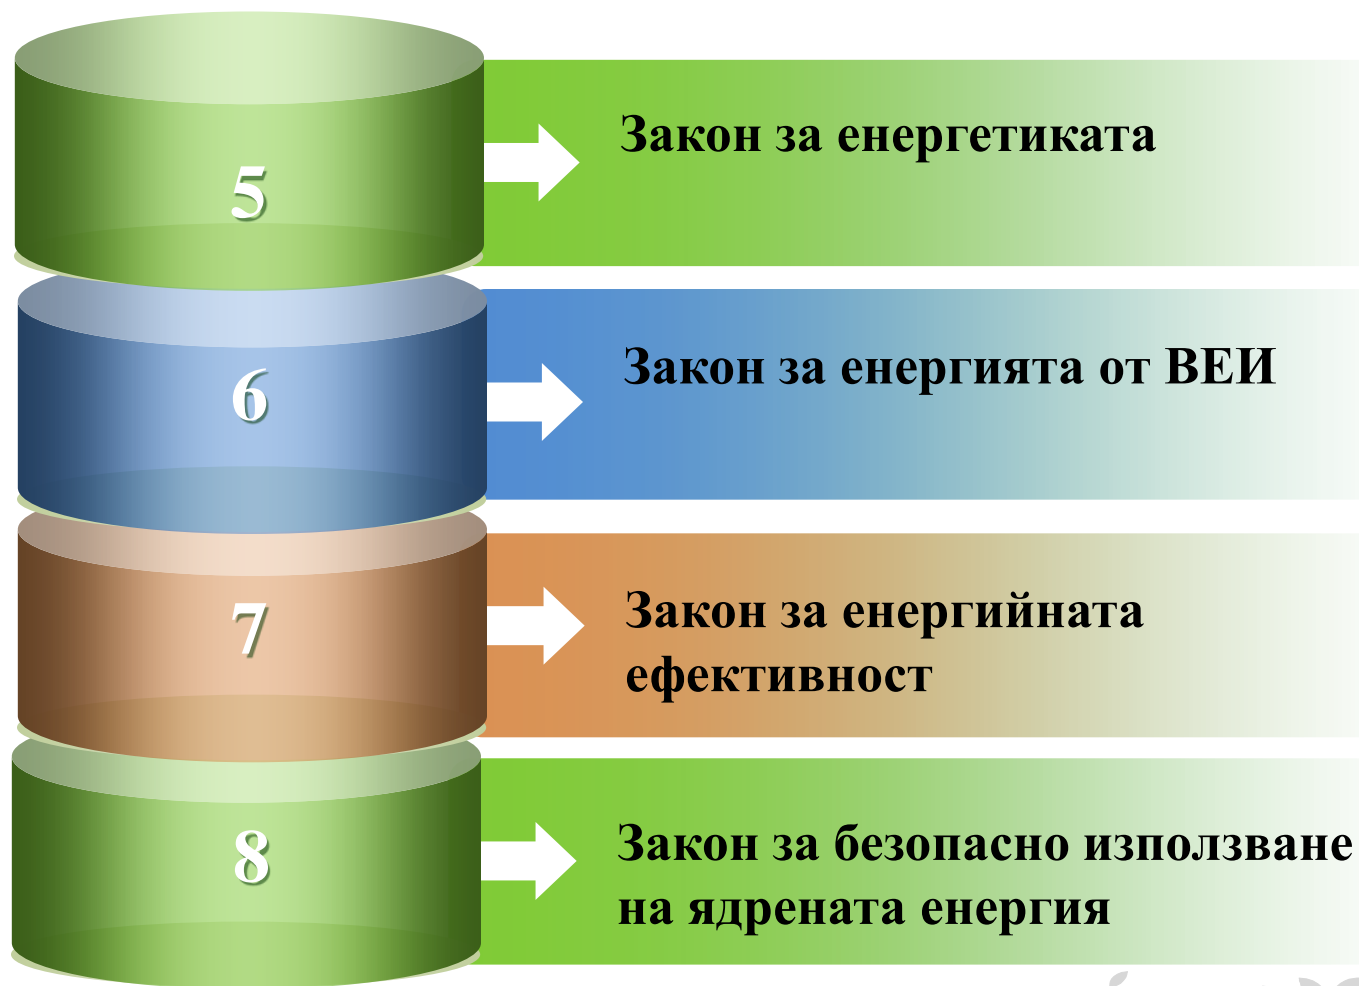 5
Закон за енергетиката
6
Закон за енергията от ВЕИ
7
Закон за енергийната
ефективност
8
Закон за безопасно използване
на ядрената енергия